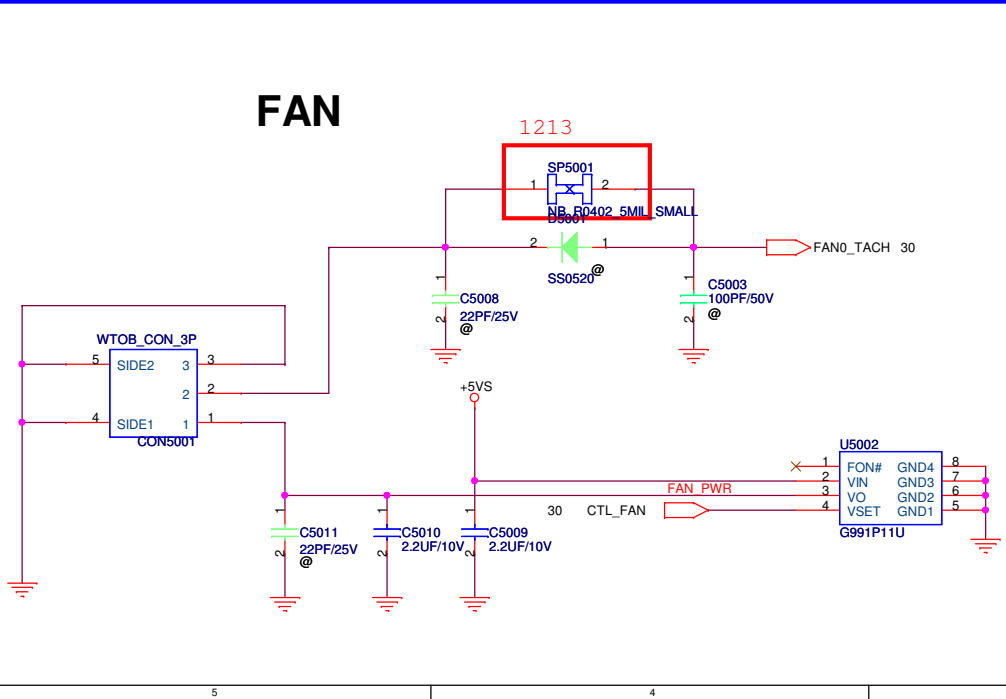 FAN
1213
SP5001
1 2
NB_R0402_5MIL_SMALL
D5001
2 1
FAN0_TACH 30
@
SS0520
1
C5008
22PF/25V
@
2
1
C5003
100PF/50V
@
2
WTOB_CON_3P
5 SIDE2 3 3
2 2
4 SIDE1 1 1
CON5001
+5VS
U5002
1 FON# GND4 8
2 VIN GND3 7
FAN_PWR 3 VO GND2 6
30 CTL_FAN 4 VSET GND1 5
G991P11U
1
C5011
22PF/25V
@
2
1
C5010
2.2UF/10V
2
1
C5009
2.2UF/10V
2
5 4